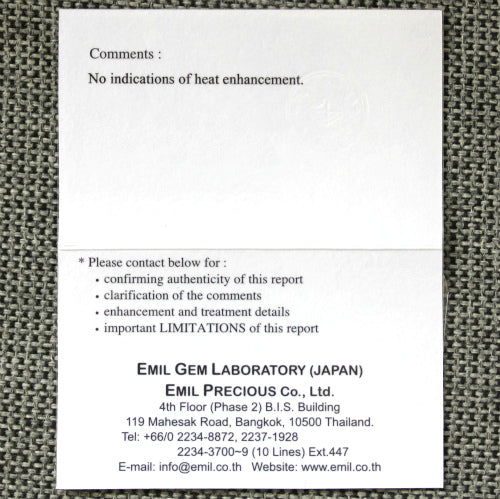 Comments :
No indications of heat enhancement.
* Please contact below for :
• confirming authenticity of this report
• clarification of the comments
• enhancement and treatment details
• important LIMITATIONS of this report
EMIL GEM LABORATORY (JAPAN)
EMIL PRECIOUS Co., Ltd.
4th Floor (Phase 2) B.I.S. Building
119 Mahesak Road, Bangkok, 10500 Thailand.
Tel: +66/0 2234-8872, 2237-1928
2234-3700~9 (10 Lines) Ext.447
E-mail: info@emil.co.th Website: www.emil.co.th